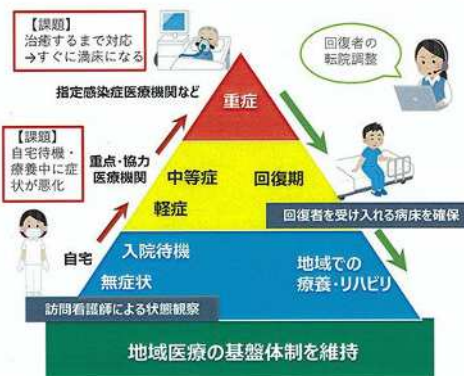 【課題】
治癒するまで対応
→すぐに満床になる
指定感染症医療機関など
回復者の
転院調整
重症
【課題】
自宅待機・
療養中に症
状が悪化
重点・協力
医療機関
中等症
回復期
軽症
回復者を受け入れる病床を確保
自宅
入院待機
無症状
地域での
療養・リハビリ
訪問看護師による状態観察
地域医療の基盤体制を維持